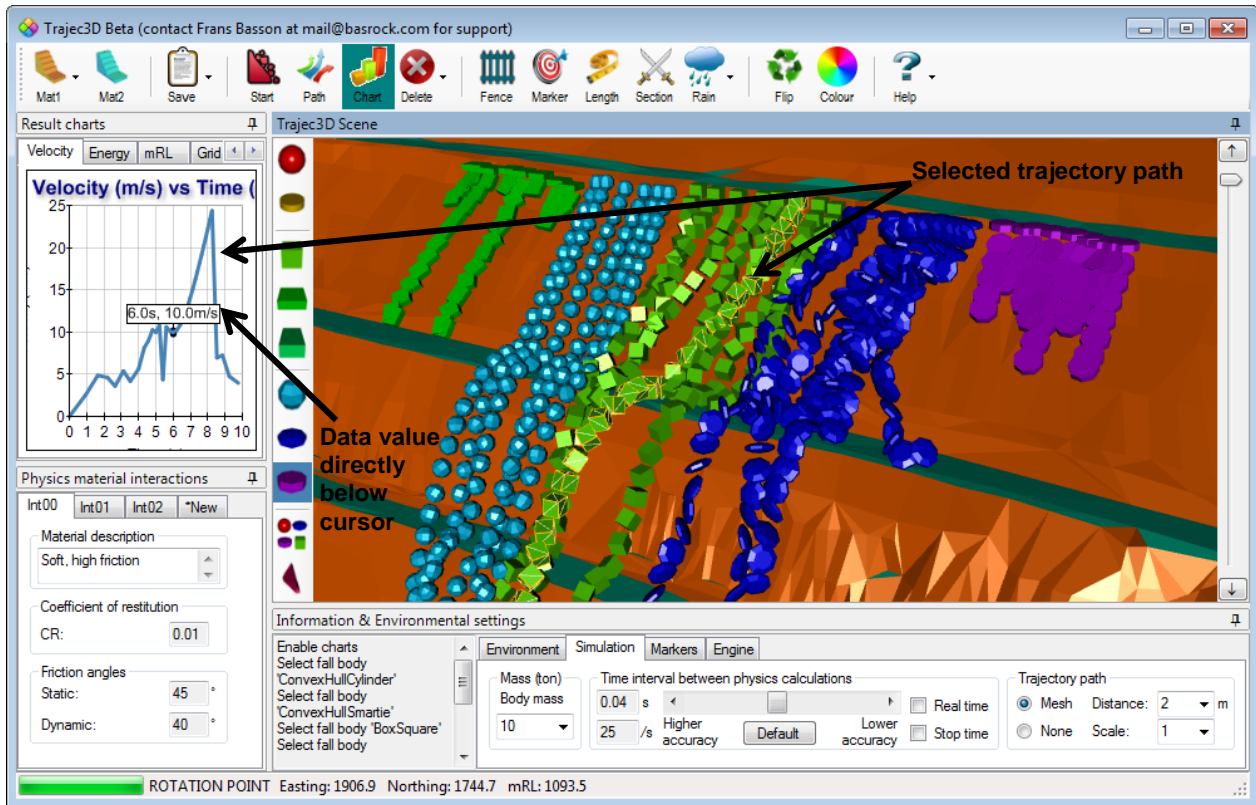 Trajec3D Beta (contact Frans Basson at mail@basrock.com for support)
Mat1 Mat2 Save Start Path Chart Delete Fence Marker Length Section Rain Flip Colour Help
Result charts
Velocity Energy mRL Grid
Velocity (m/s) vs Time (
25
20
15
6.0s, 10.0m/s
10
5
0
0 1 2 3 4 5 6 7 8 9 10
Trajec3D Scene
Selected trajectory path
Data value
directly
below
cursor
Physics material interactions
Int00 Int01 Int02 *New
Material description
Soft, high friction
Coefficient of restitution
CR: 0.01
Friction angles
Static: 45 °
Dynamic: 40 °
Information & Environmental settings
Enable charts
Select fall body
'ConvexHullCylinder'
Select fall body
'ConvexHullSmartie'
Select fall body 'BoxSquare'
Select fall body
Environment Simulation Markers Engine
Mass (ton)
Body mass
10
Time interval between physics calculations
0.04 s
25 /s
Higher
accuracy
Default
Lower
accuracy
Real time
Stop time
Trajectory
path
Mesh Distance: 2 m
None Scale: 1
ROTATION POINT Easting: 1906.9 Northing: 1744.7 mRL: 1093.5